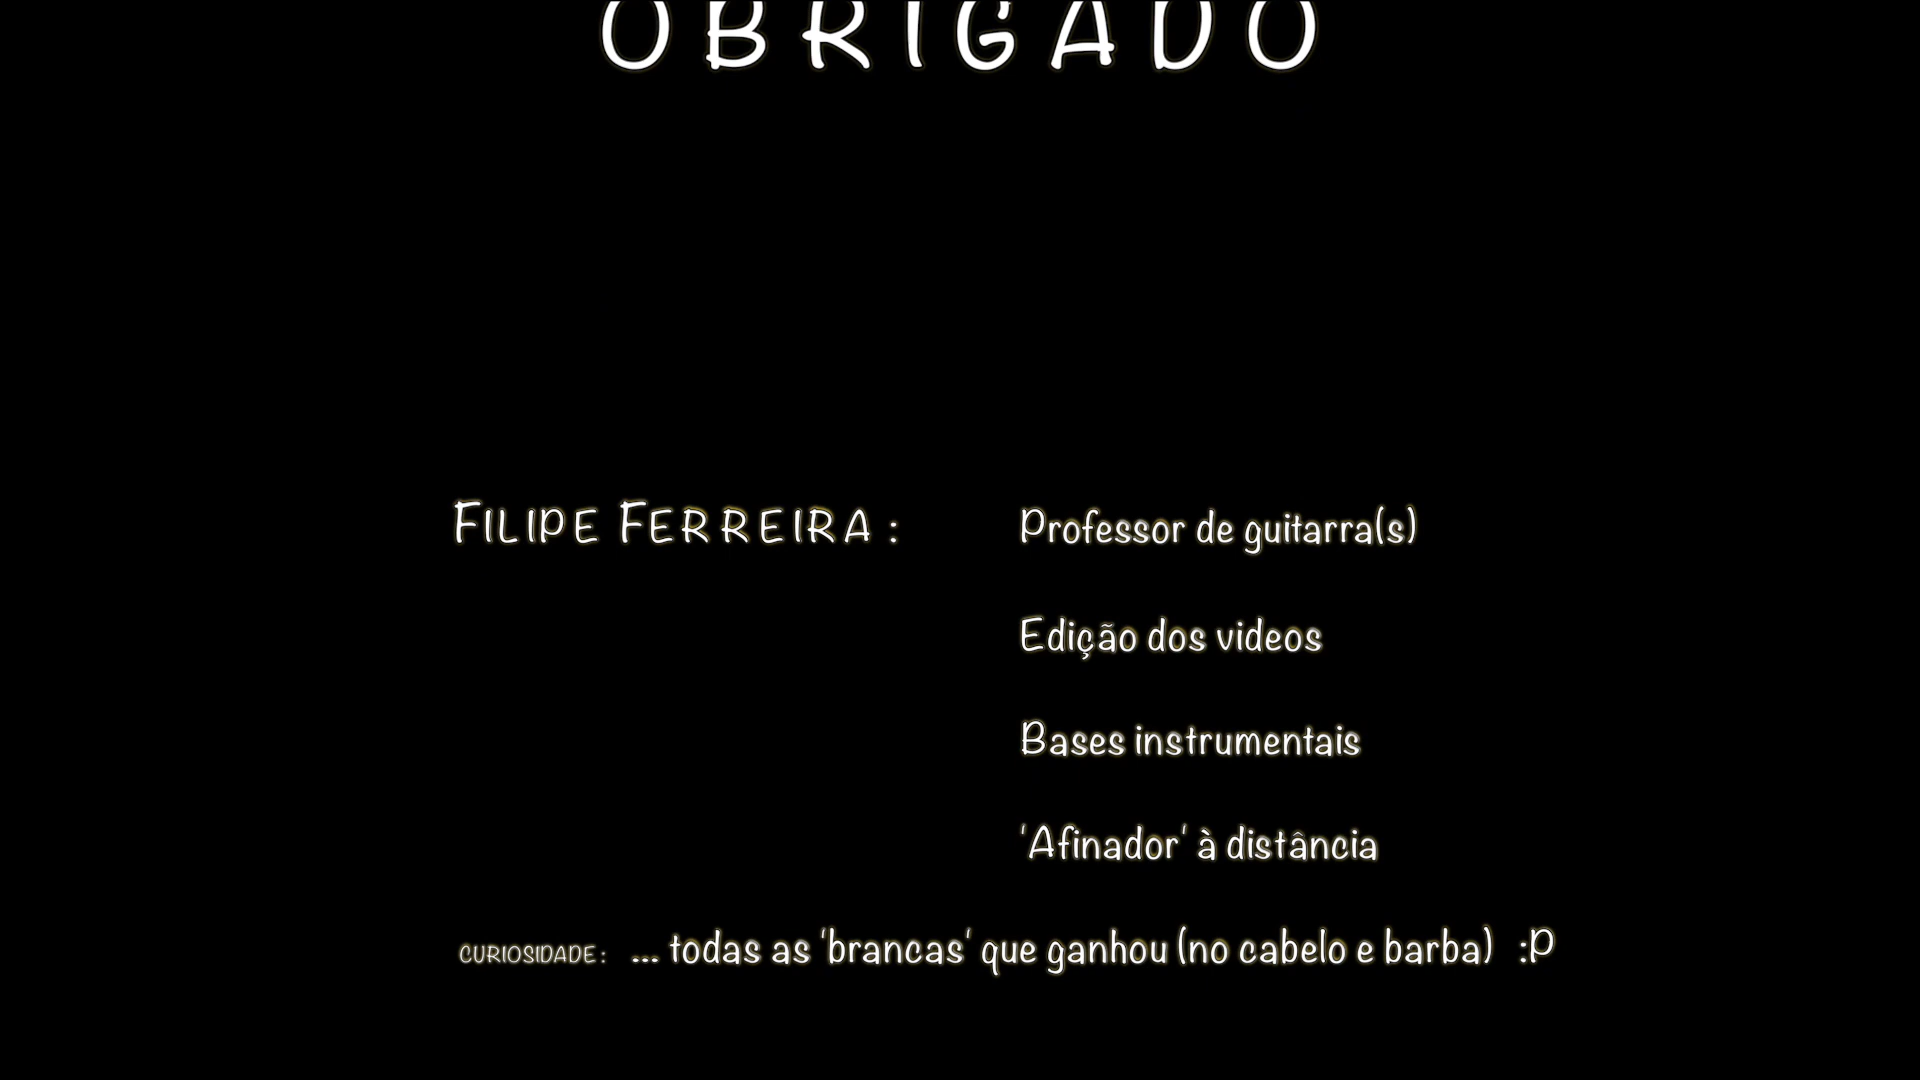 OBRIGADO
FILIPE FERREIRA : Professor de guitarra(s)
Edição dos videos
Bases instrumentais
'Afinador' à distância
CURIOSIDADE: ... todas as 'brancas' que ganhou (no cabelo e barba) :P